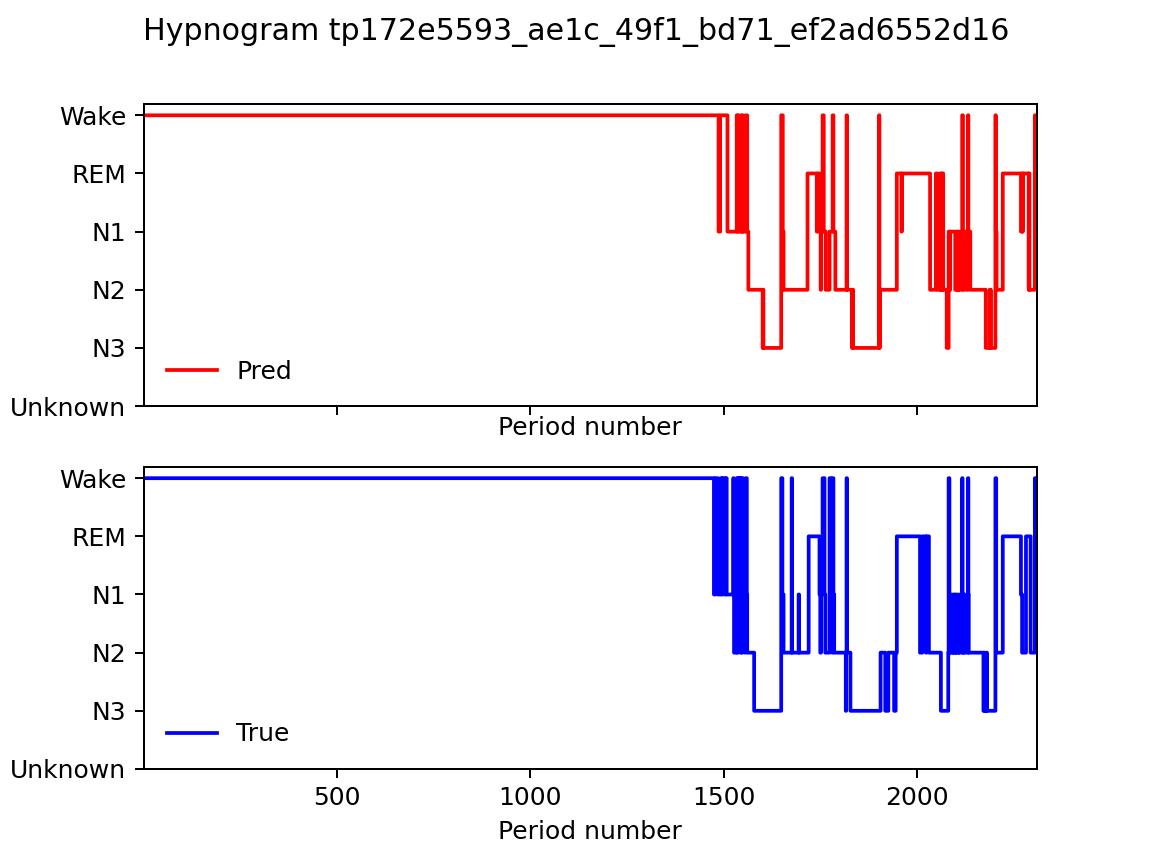 Hypnogram tp172e5593_ae1c_49f1_bd71_ef2ad6552d16
Wake
REM
N1
N2
N3
Unknown
Pred
Period number
Wake
REM
N1
N2
N3
Unknown
True
500 1000 1500 2000
Period number